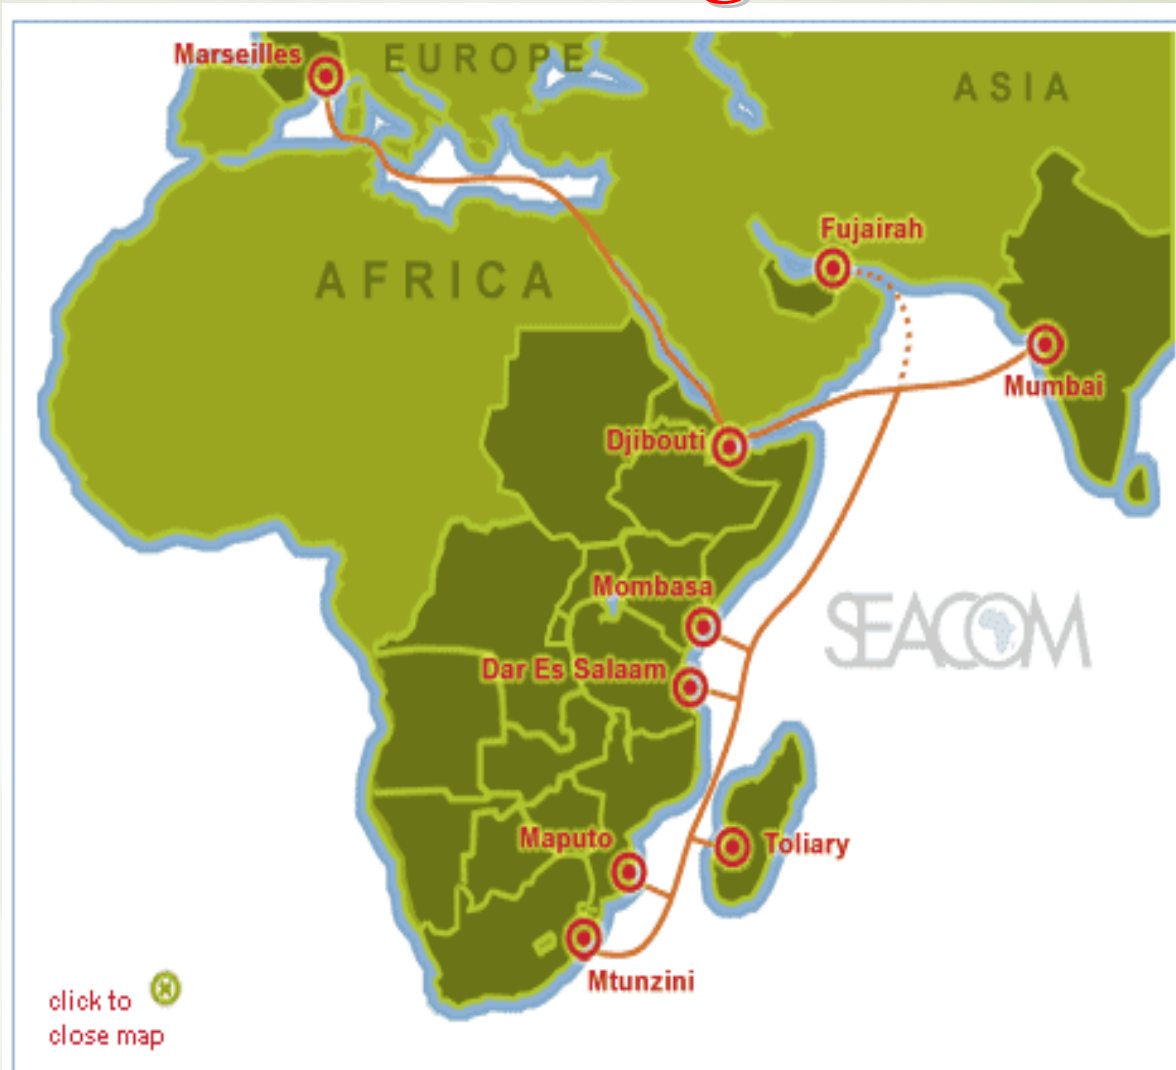 Marseilles
EUROPE
ASIA
Fujairah
AFRICA
Mumbai
Djibouti
Mombasa
SEACOM
Dar Es Salaam
Maputo
Toliary
Mtunzini
click to
close map